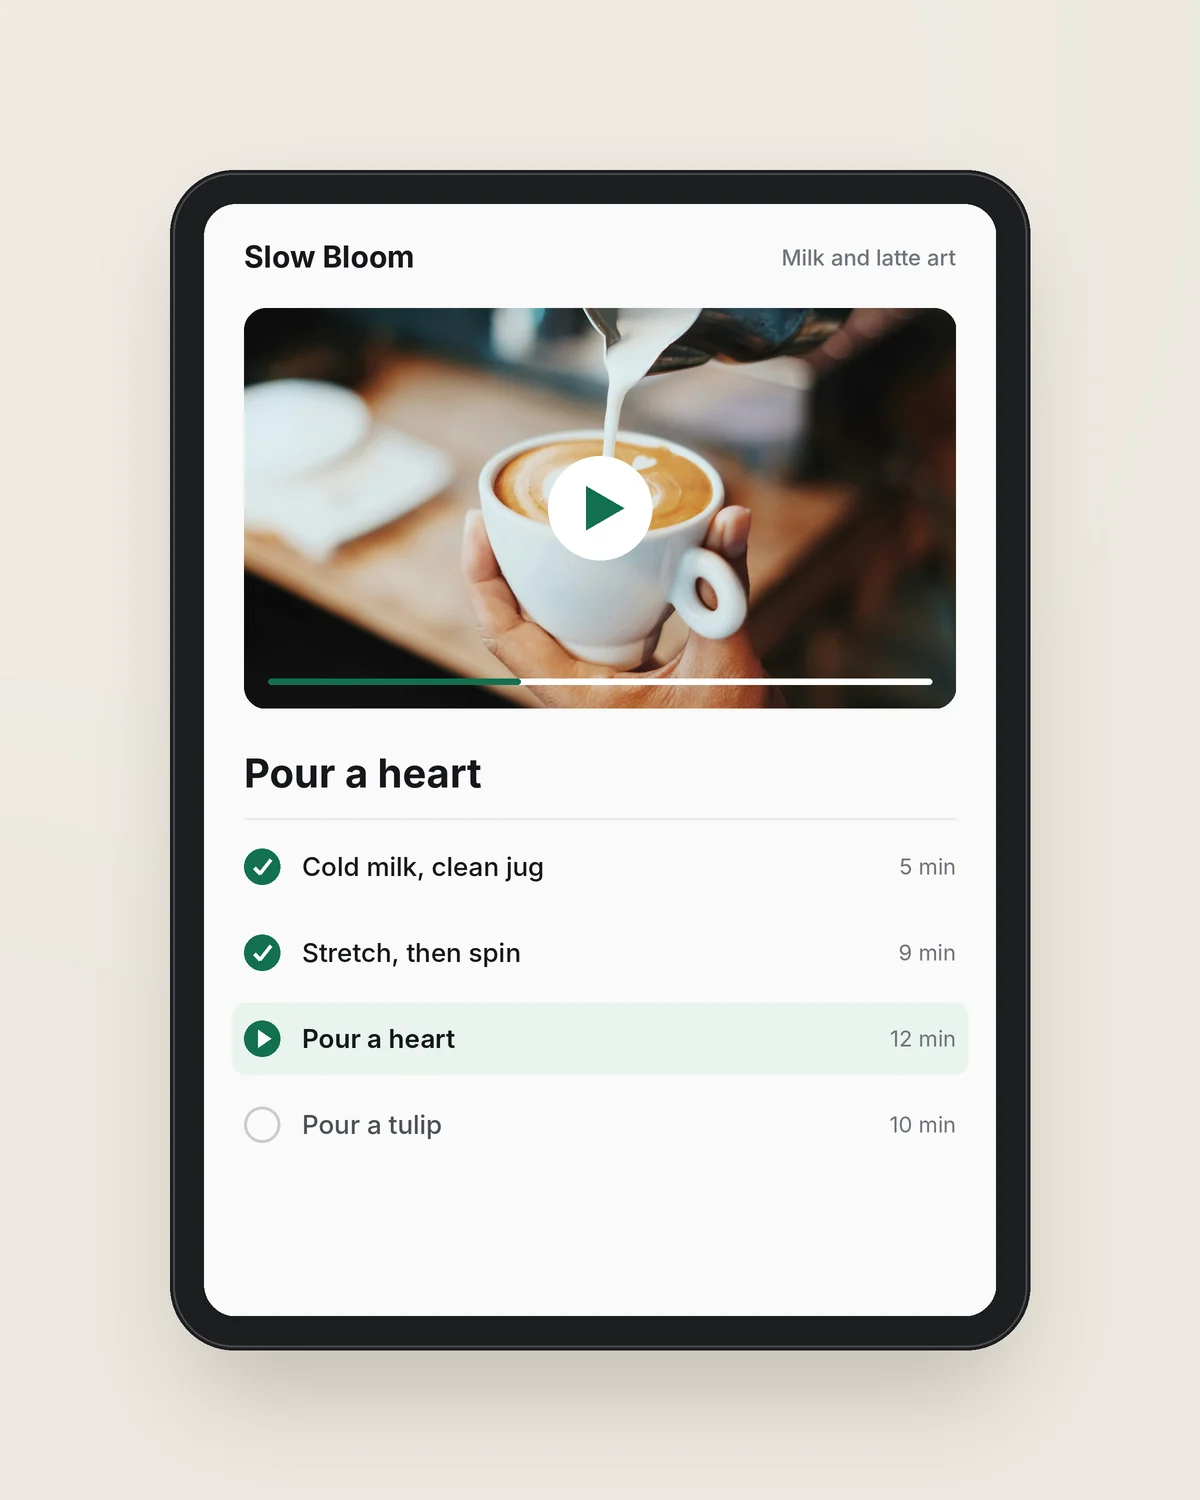 Slow Bloom
Milk and latte art
Pour a heart
Cold milk, clean jug
5 min
Stretch, then spin
9 min
Pour a heart
12 min
Pour a tulip
10 min